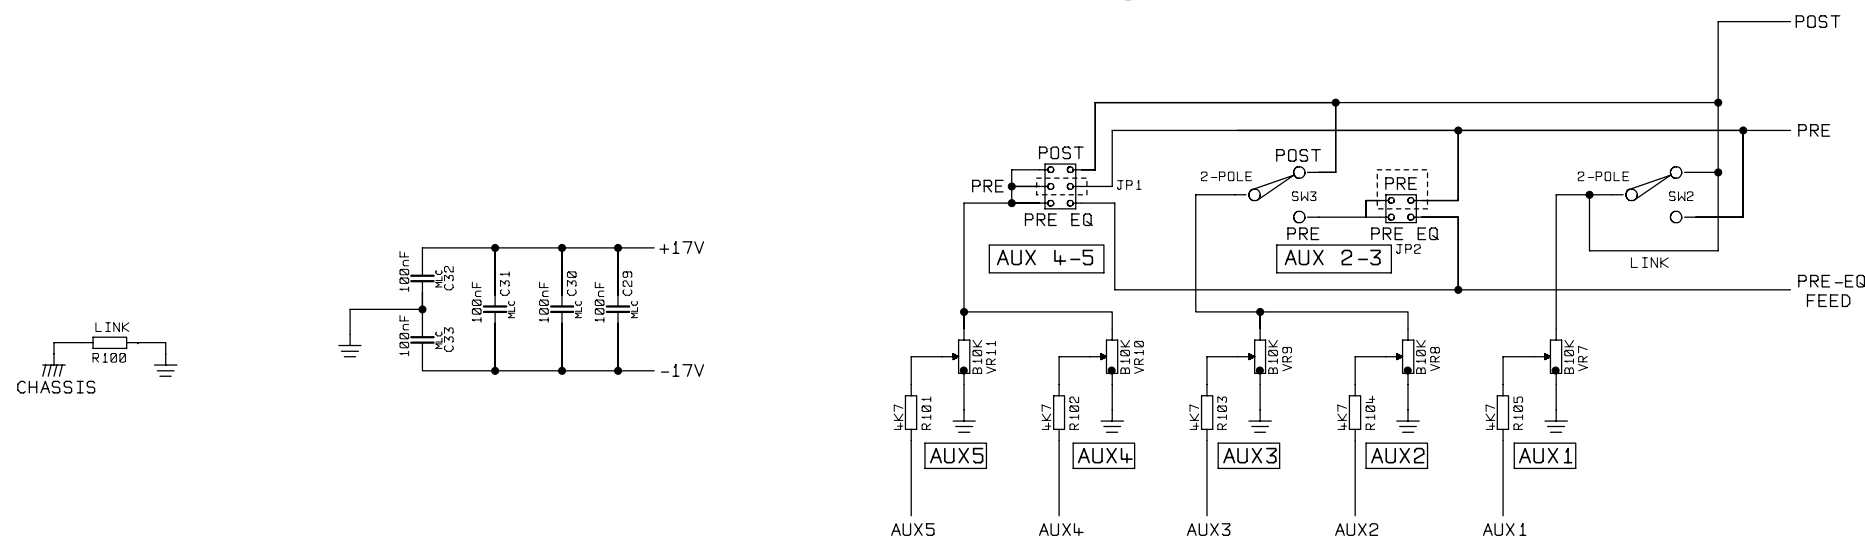 POST
PRE
POST
PRE
JP1
PRE EQ
AUX 4-5
POST
2-POLE
SW3
PRE
PRE
PRE EQ
JP2
AUX 2-3
2-POLE
SW2
LINK
PRE-EQ
FEED
+17V
100nF
MLC
C32
100nF
MLC
C33
100nF
C31
MLC
100nF
C30
MLC
100nF
C29
MLC
-17V
LINK
R100
CHASSIS
B10K
VR11
B10K
VR10
B10K
VR9
B10K
VR8
B10K
VR7
4K7
R101
4K7
R102
4K7
R103
4K7
R104
4K7
R105
AUX5
AUX4
AUX3
AUX2
AUX1
AUX5
AUX4
AUX3
AUX2
AUX1